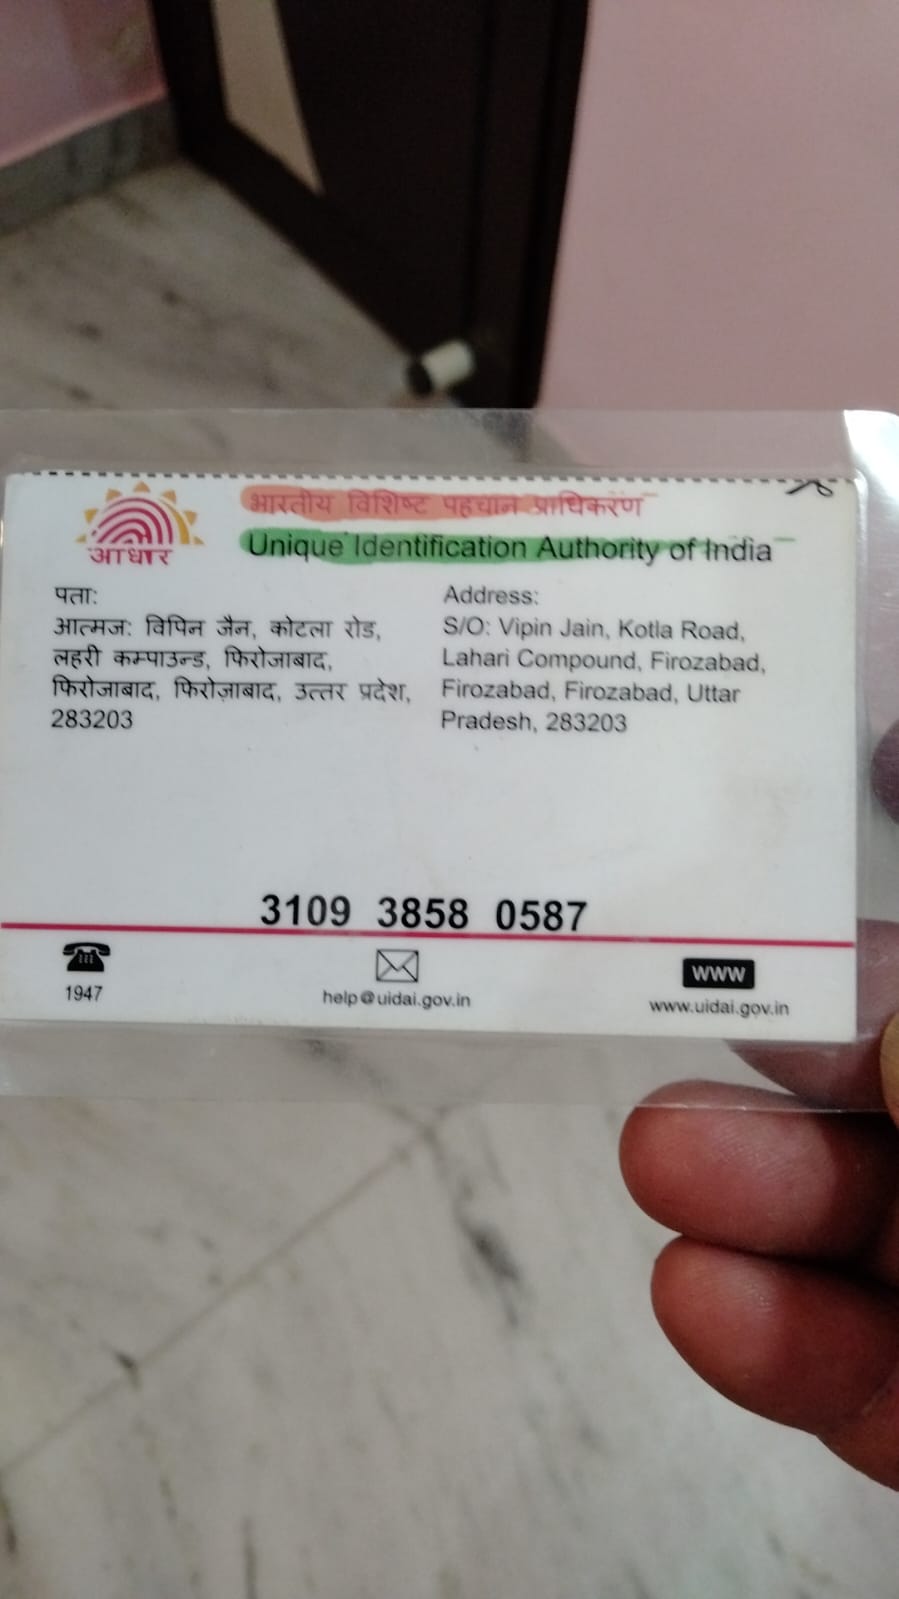 आधार
भारतीय विशिष्ट पहचान प्राधिकरण
Unique Identification Authority of India
पता:
आत्मज: विपिन जैन, कोटला रोड,
लहरी कम्पाउन्ड, फिरोजाबाद,
फिरोजाबाद, फिरोज़ाबाद, उत्तर प्रदेश,
283203
Address:
S/O: Vipin Jain, Kotla Road,
Lahari Compound, Firozabad,
Firozabad, Firozabad, Uttar
Pradesh, 283203
3109 3858 0587
1947
help@uidai.gov.in
www
www.uidai.gov.in